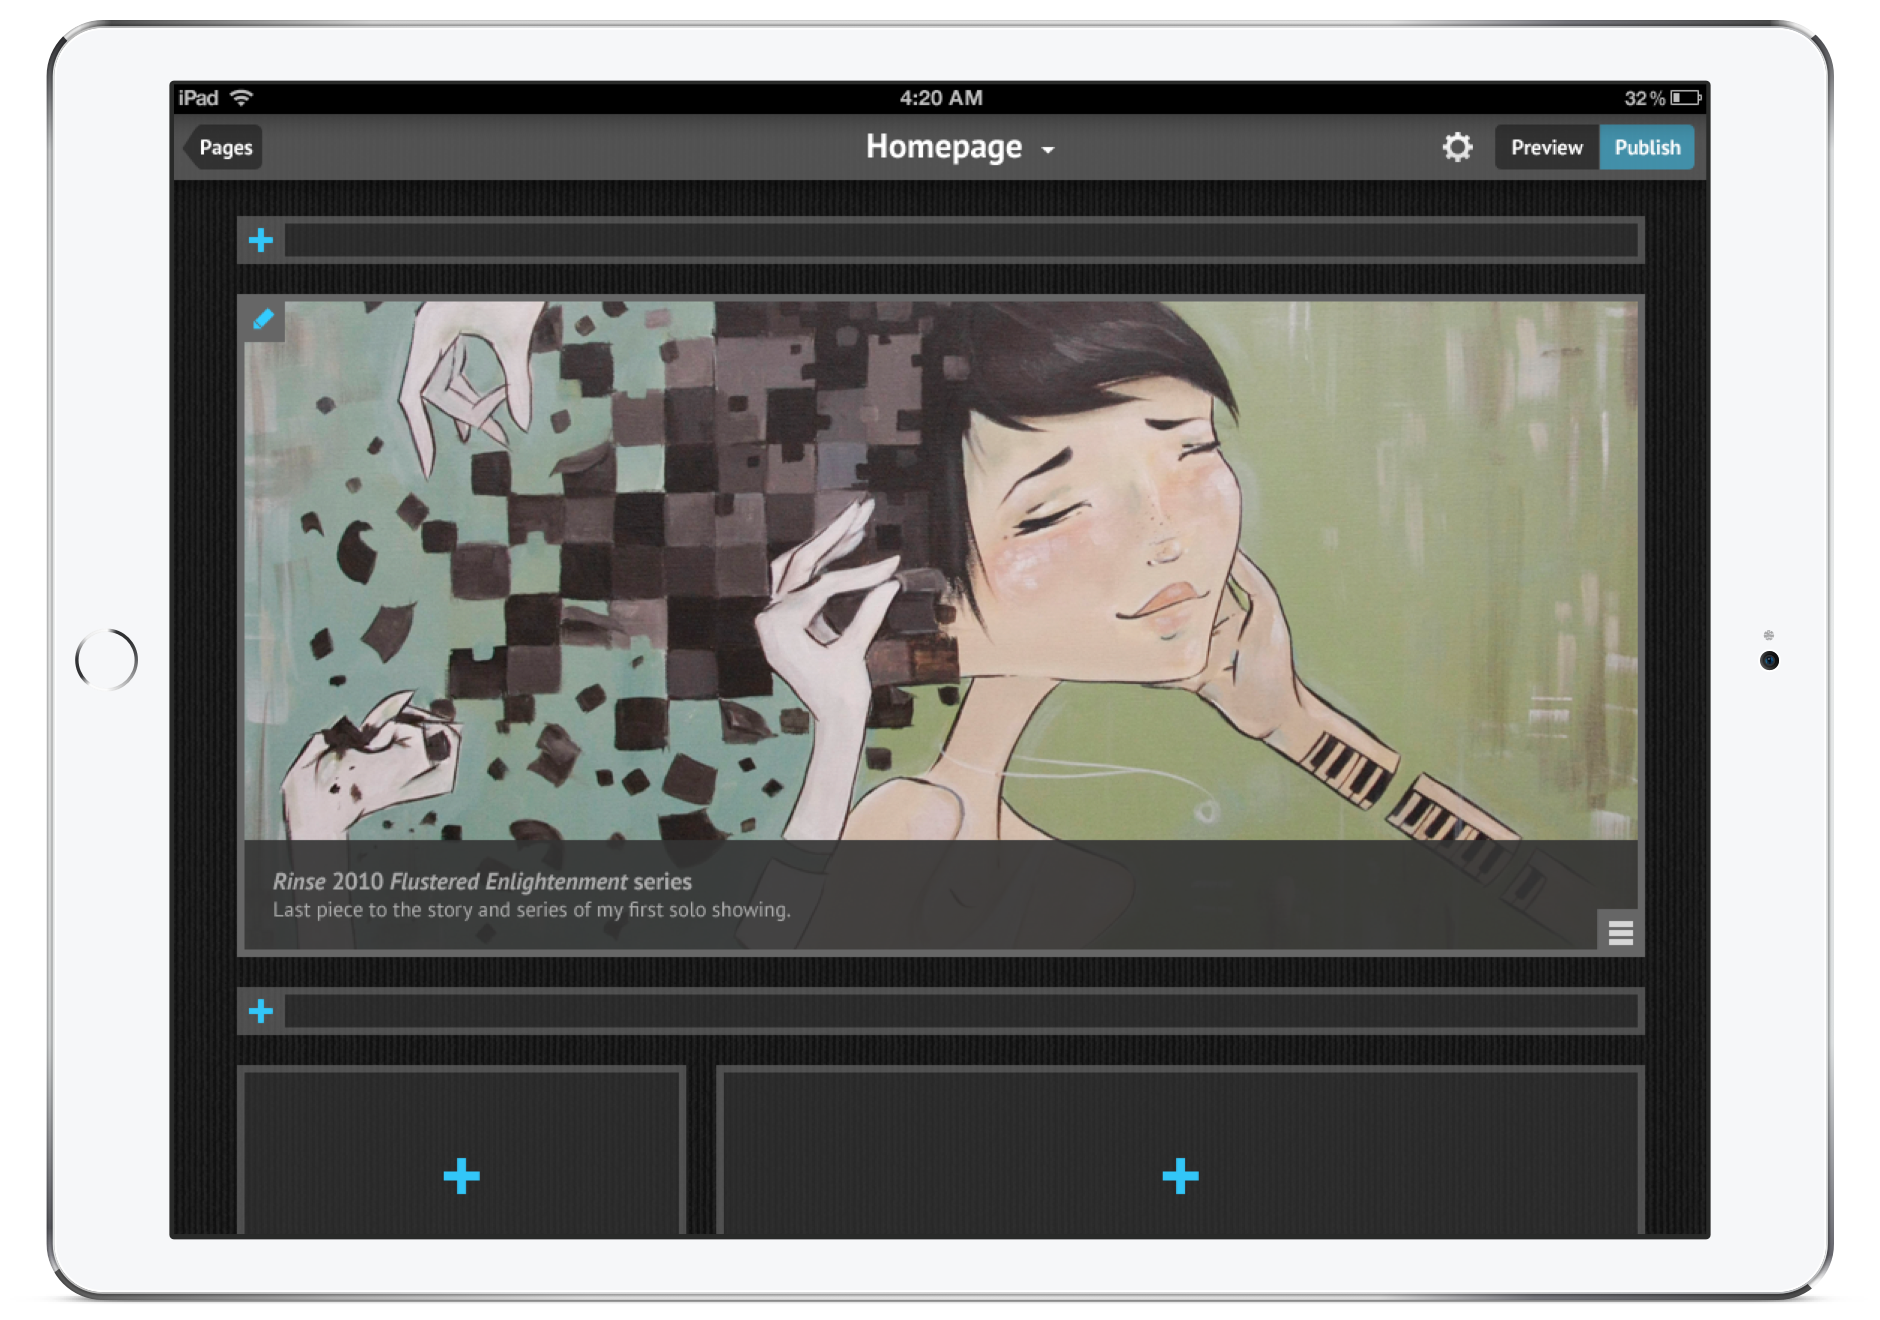 iPad 4:20 AM 32%
Pages Homepage Preview Publish
Rinse 2010 Flustered Enlightenment series
Last piece to the story and series of my first solo showing.